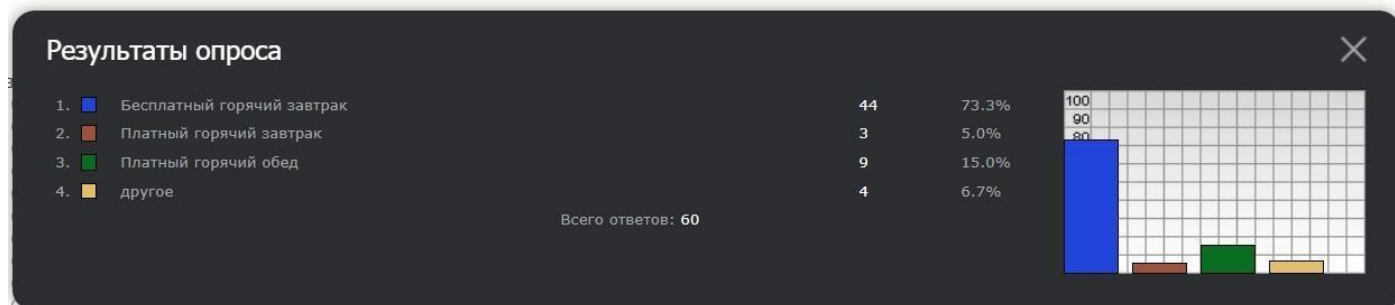 Результаты опроса
1. Бесплатный горячий завтрак 44 73.3%
2. Платный горячий завтрак 3 5.0%
3. Платный горячий обед 9 15.0%
4. другое 4 6.7%
Всего ответов: 60
100
90
80